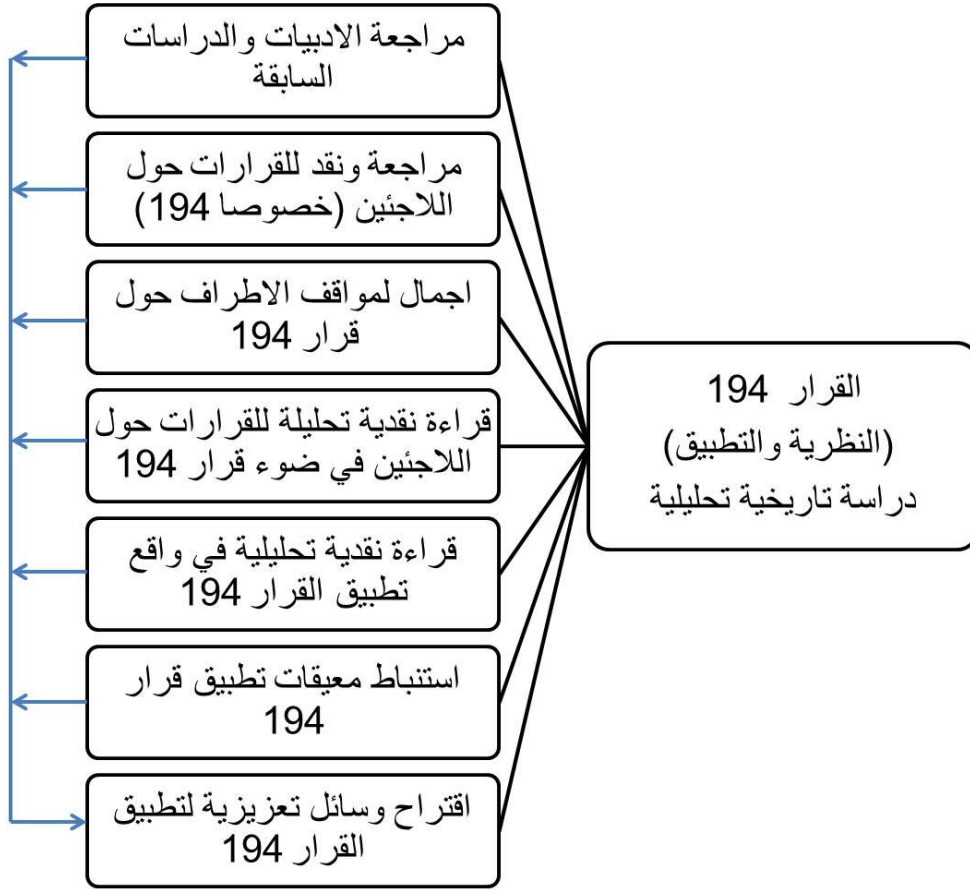 القرار 194
(النظرية والتطبيق)
دراسة تاريخية تحليلية
مراجعة الادبيات والدراسات
السابقة
مراجعة ونقد للقرارات حول
اللاجئين (خصوصا 194)
اجمال لمواقف الاطراف حول
قرار 194
قراءة نقدية تحليلة للقرارات حول
اللاجئين في ضوء قرار 194
قراءة نقدية تحليلية في واقع
تطبيق القرار 194
استنباط معيقات تطبيق قرار
194
اقتراح وسائل تعزيزية لتطبيق
القرار 194